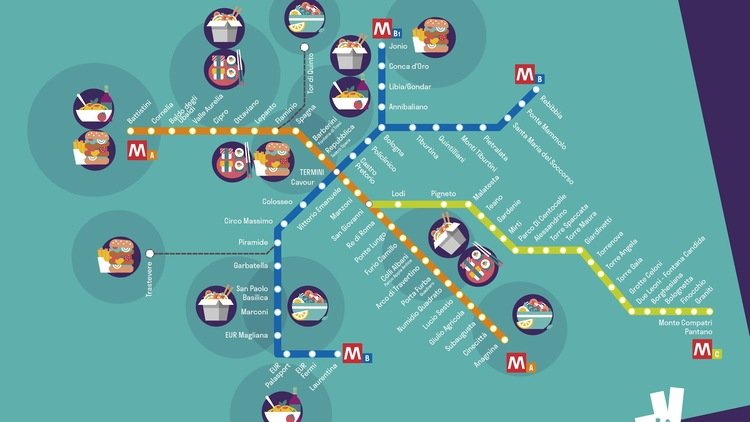 M B1
Jonio
Conca d'Oro
Libia/Gondar
Annibaliano
M B
Rebibbia
Ponte Mammolo
Santa Maria del Soccorso
Pietralata
Monti Tiburtini
Quintiliani
Tiburtina
Bologna
Policlinico
Castro
Pretorio
Tor di Quinto
Battistini
Cornelia
Baldo degli
Ubaldi
Valle Aurelia
Cipro
Ottaviano
Lepanto
Flaminio
Spagna
Barberini
Repubblica
M A
TERMINI
Cavour
Colosseo
Circo Massimo
Piramide
Garbatella
San Paolo
Basilica
Marconi
EUR Magliana
EUR
Palasport
EUR
Fermi
Laurentina
M B
Trastevere
Vittorio Emanuele
Manzoni
San Giovanni
Re di Roma
Ponte Lungo
Furio Camillo
Colli Albani
Arco di Travertino
Porta Furba
Numidio Quadrato
Lucio Sestio
Giulio Agricola
Subaugusta
Cinecittà
Anagnina
M A
Lodi
Pigneto
Malatesta
Teano
Gardenie
Mirti
Parco Di Centocelle
Alessandrino
Torre Spaccata
Torre Maura
Giardinetti
Torrenova
Torre Angela
Torre Gaia
Grotte Celoni
Due Leoni - Fontana Candida
Borghesiana
Bolognetta
Finocchio
Graniti
Monte Compatri
Pantano
M C